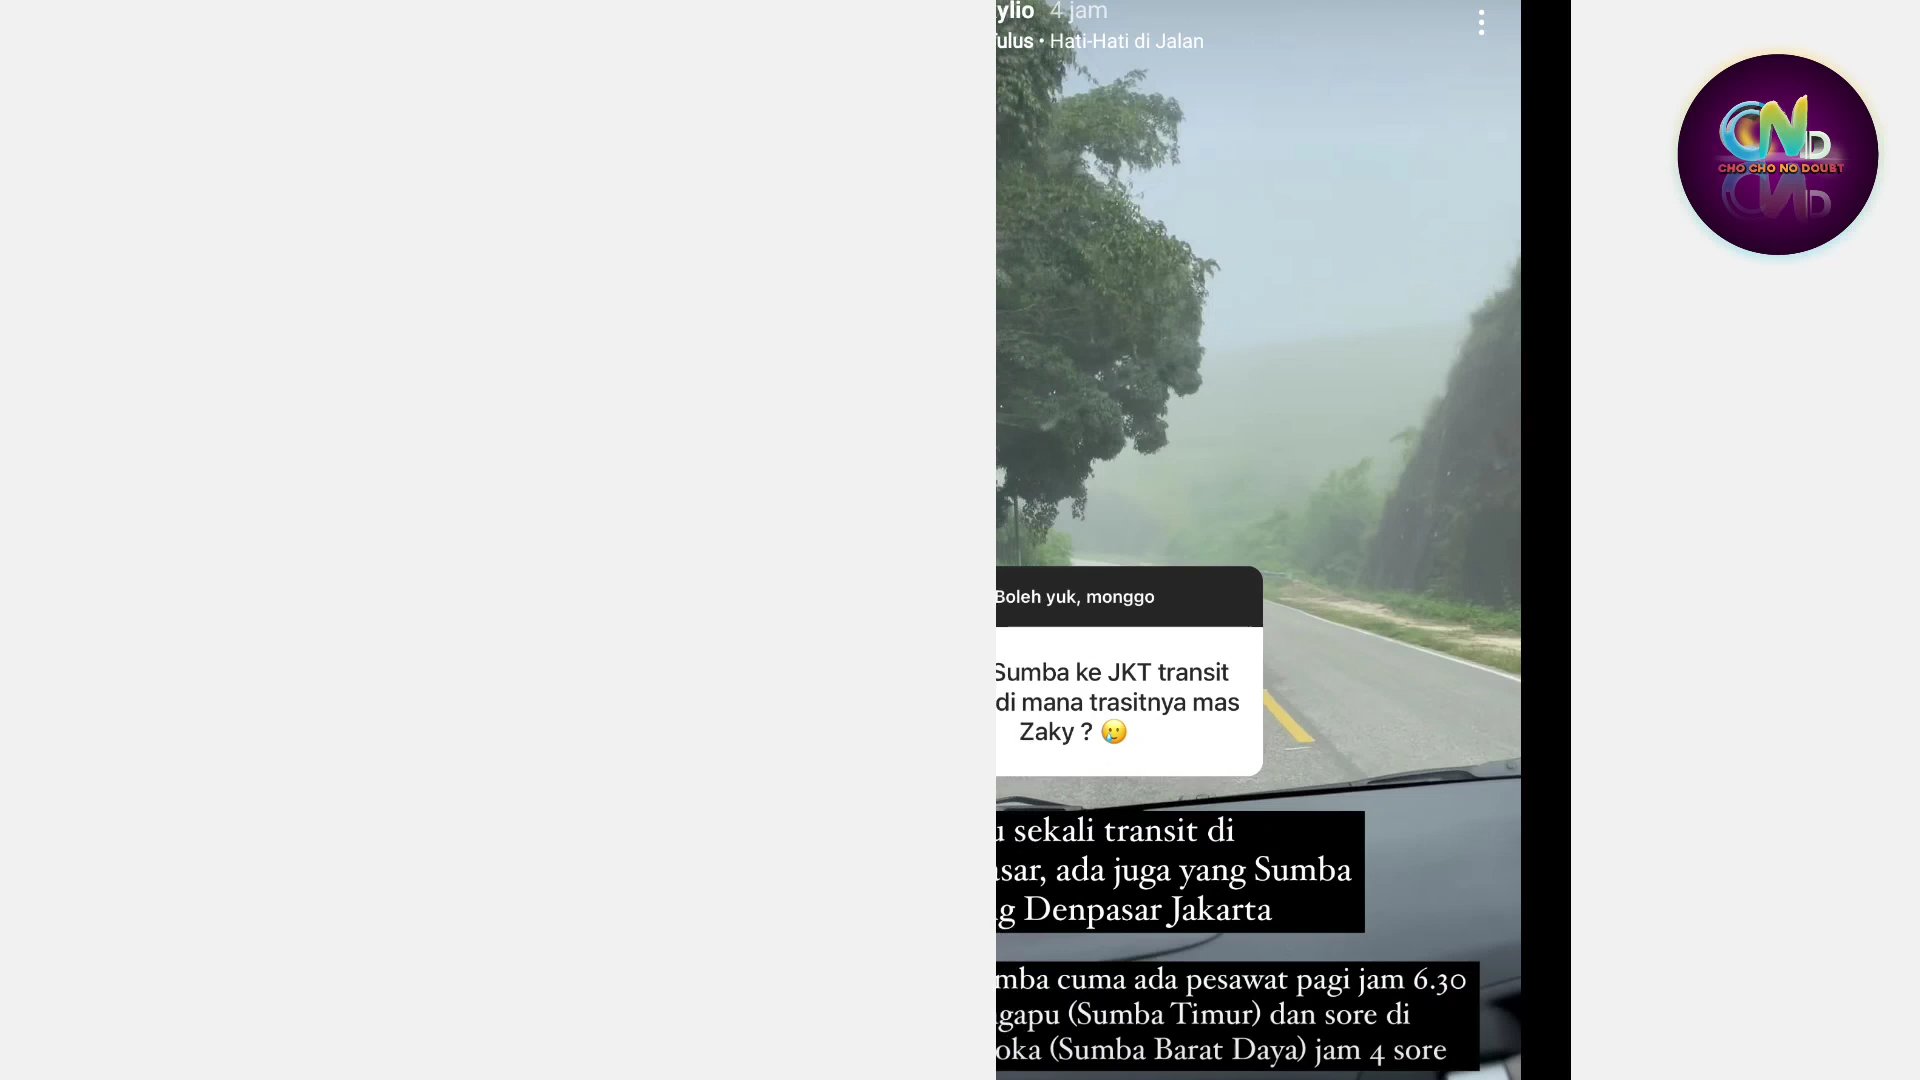 ylio 4 jam
ulus • Hati-Hati di Jalan
CND
CHO CHO NO DOUBT
Boleh yuk, monggo
Sumba ke JKT transit
di mana trasitnya mas
Zaky ? 🥲
u sekali transit di
asar, ada juga yang Sumba
g Denpasar Jakarta
mba cuma ada pesawat pagi jam 6.30
gapu (Sumba Timur) dan sore di
oka (Sumba Barat Daya) jam 4 sore